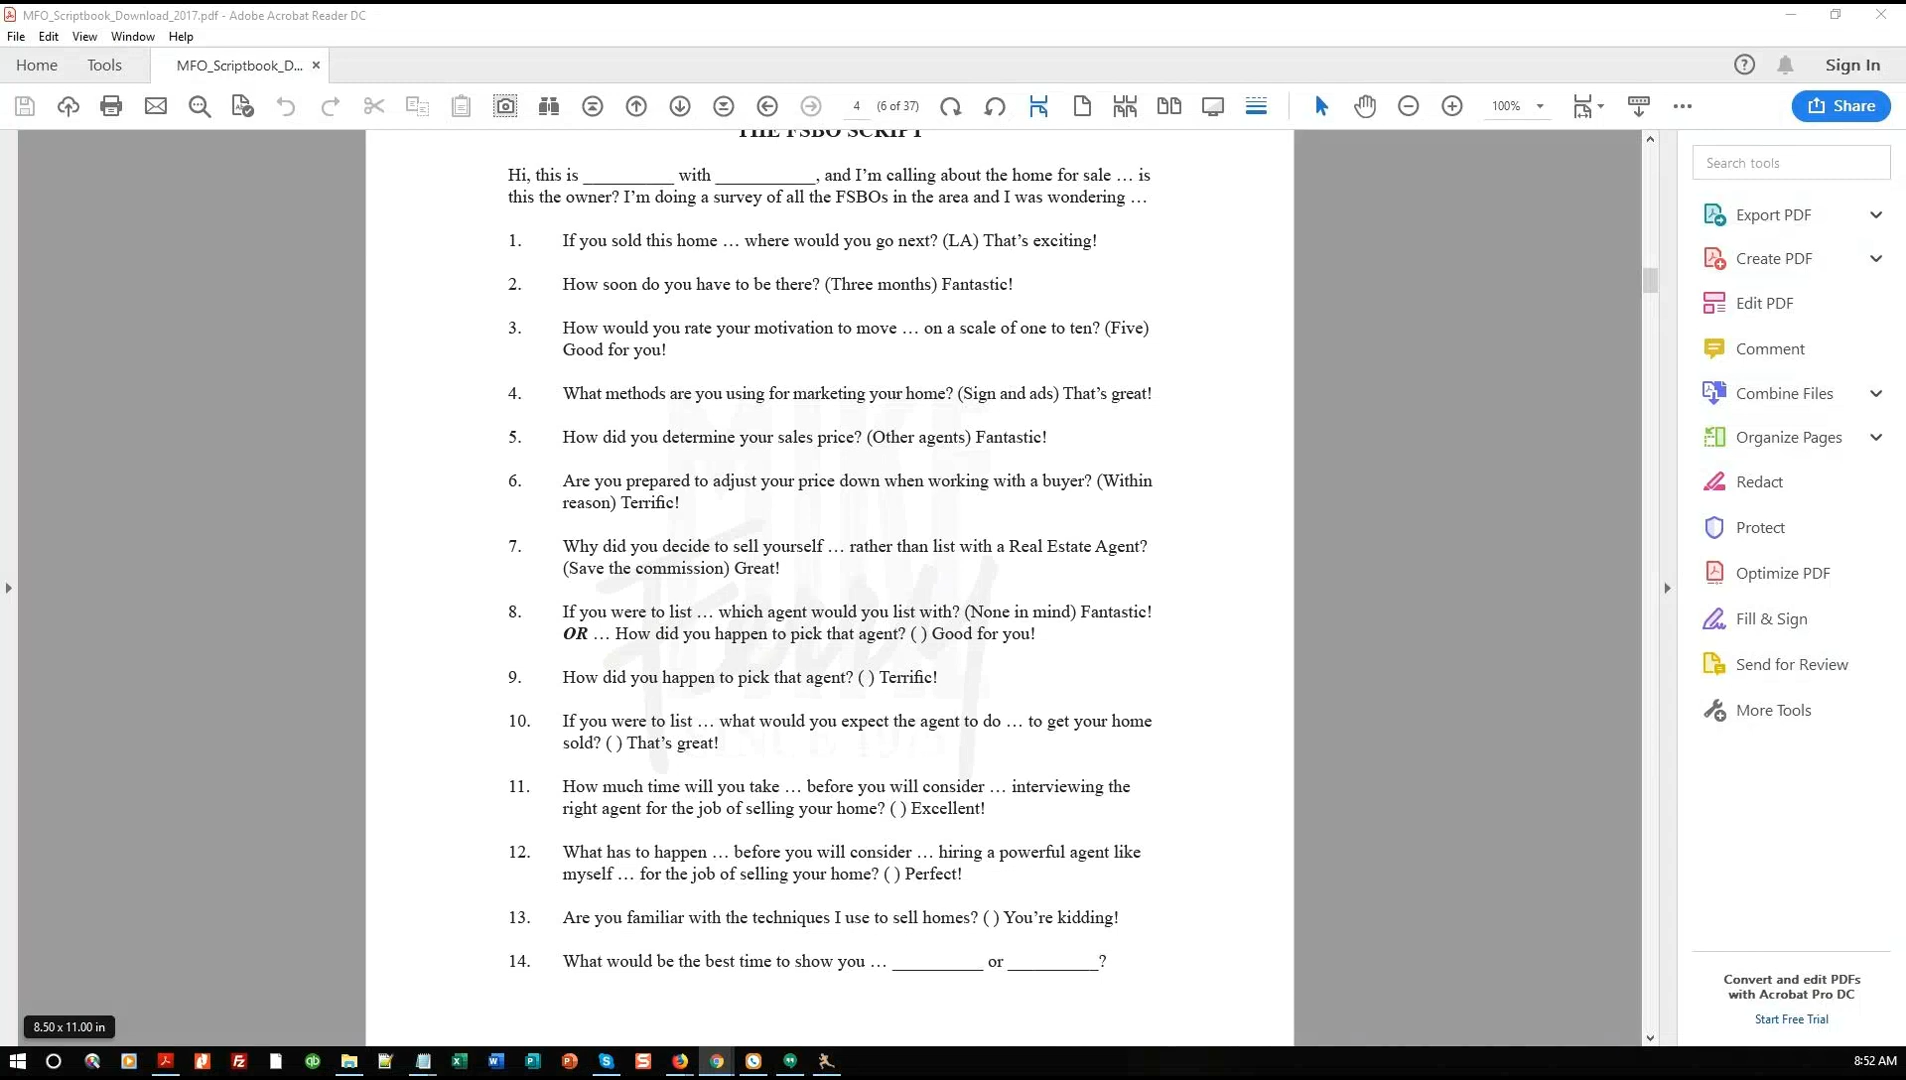 MFO_Scriptbook_Download_2017.pdf - Adobe Acrobat Reader DC
File Edit View Window Help
Home Tools MFO_Scriptbook_D... × Sign In
4 (6 of 37) 100% Share
THE FSBO SCRIPT
Hi, this is __________ with ___________, and I’m calling about the home for sale … is
this the owner? I’m doing a survey of all the FSBOs in the area and I was wondering …
1. If you sold this home … where would you go next? (LA) That’s exciting!
2. How soon do you have to be there? (Three months) Fantastic!
3. How would you rate your motivation to move … on a scale of one to ten? (Five)
Good for you!
4. What methods are you using for marketing your home? (Sign and ads) That’s great!
5. How did you determine your sales price? (Other agents) Fantastic!
6. Are you prepared to adjust your price down when working with a buyer? (Within
reason) Terrific!
7. Why did you decide to sell yourself … rather than list with a Real Estate Agent?
(Save the commission) Great!
8. If you were to list … which agent would you list with? (None in mind) Fantastic!
OR … How did you happen to pick that agent? ( ) Good for you!
9. How did you happen to pick that agent? ( ) Terrific!
10. If you were to list … what would you expect the agent to do … to get your home
sold? ( ) That’s great!
11. How much time will you take … before you will consider … interviewing the
right agent for the job of selling your home? ( ) Excellent!
12. What has to happen … before you will consider … hiring a powerful agent like
myself … for the job of selling your home? ( ) Perfect!
13. Are you familiar with the techniques I use to sell homes? ( ) You’re kidding!
14. What would be the best time to show you … __________ or __________?
MIKE
Ferry
8.50 x 11.00 in
Search tools
Export PDF
Create PDF
Edit PDF
Comment
Combine Files
Organize Pages
Redact
Protect
Optimize PDF
Fill & Sign
Send for Review
More Tools
Convert and edit PDFs
with Acrobat Pro DC
Start Free Trial
8:52 AM